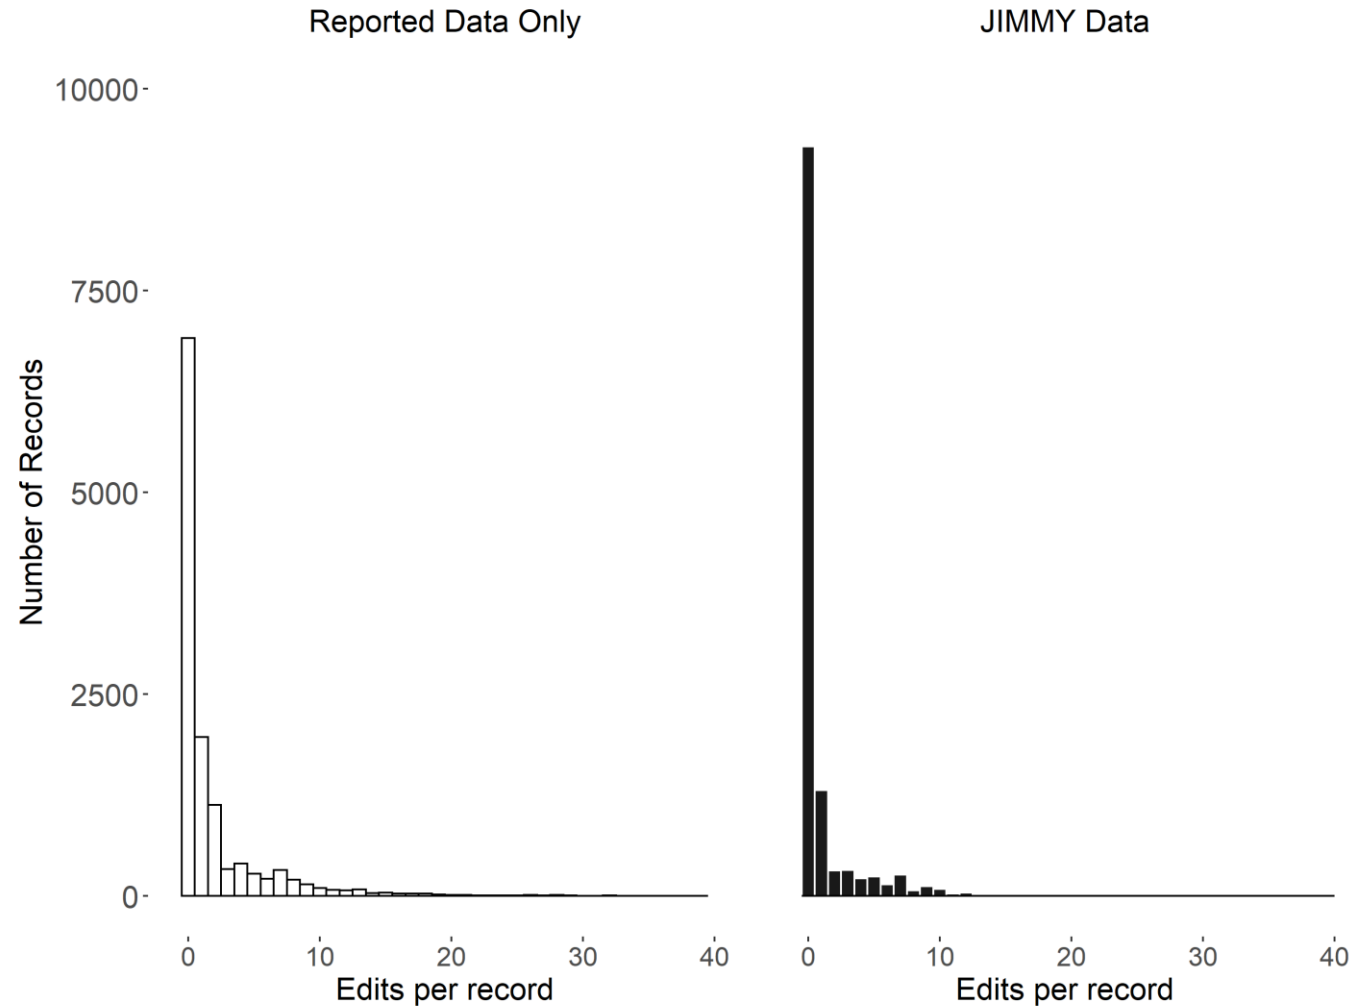 Reported Data Only
JIMMY Data
Number of Records
10000
7500
5000
2500
0
0 10 20 30 40
0 10 20 30 40
Edits per record
Edits per record